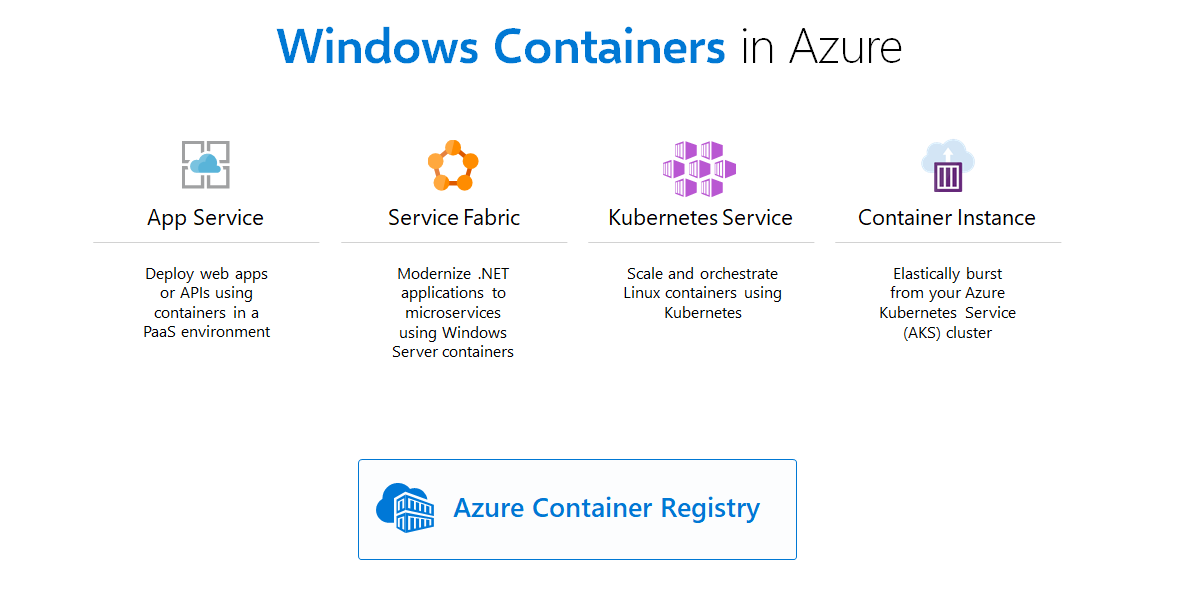 Windows Containers in Azure
App Service
Deploy web apps
or APIs using
containers in a
PaaS environment
Service Fabric
Modernize .NET
applications to
microservices
using Windows
Server containers
Kubernetes Service
Scale and orchestrate
Linux containers using
Kubernetes
Container Instance
Elastically burst
from your Azure
Kubernetes Service
(AKS) cluster
Azure Container Registry